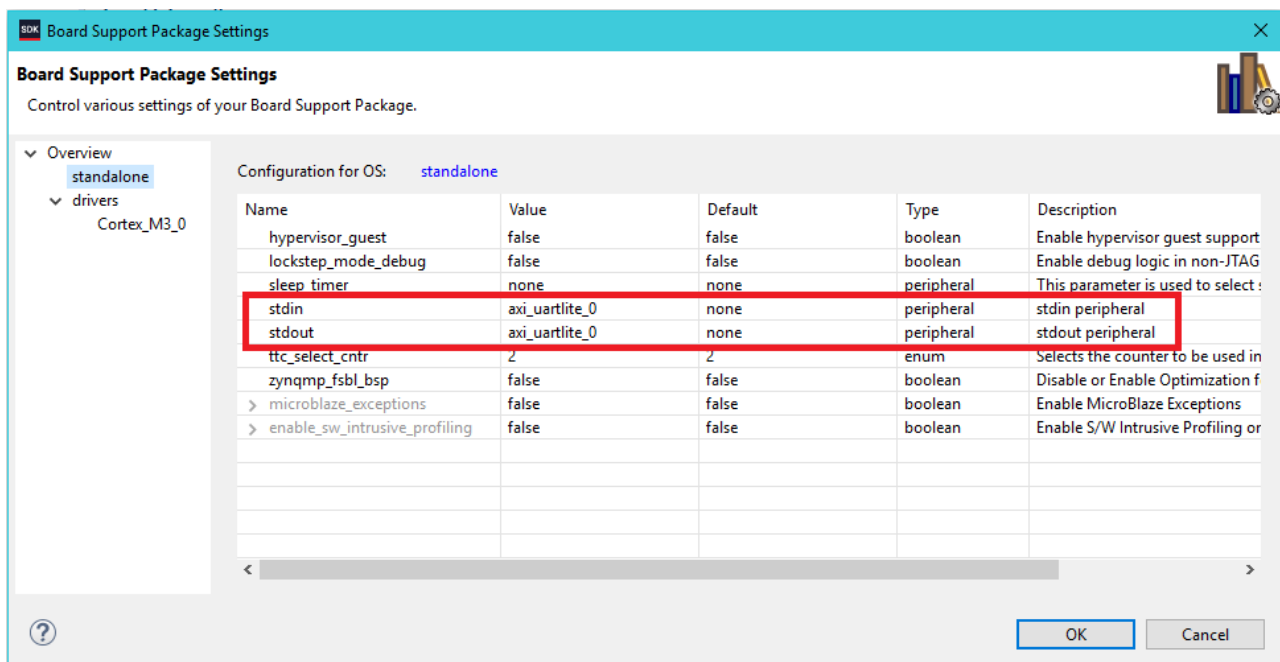 SDK Board Support Package Settings
Board Support Package Settings
Control various settings of your Board Support Package.
Overview
standalone
drivers
Cortex_M3_0
Configuration for OS: standalone
Name Value Default Type Description
hypervisor_guest false false boolean Enable hypervisor guest support
lockstep_mode_debug false false boolean Enable debug logic in non-JTAG
sleep_timer none none peripheral This parameter is used to select
stdin axi_uartlite_0 none peripheral stdin peripheral
stdout axi_uartlite_0 none peripheral stdout peripheral
ttc_select_cntr 2 2 enum Selects the counter to be used in
zynqmp_fsbl_bsp false false boolean Disable or Enable Optimization
microblaze_exceptions false false boolean Enable MicroBlaze Exceptions
enable_sw_intrusive_profiling false false boolean Enable S/W Intrusive Profiling or
?
OK Cancel